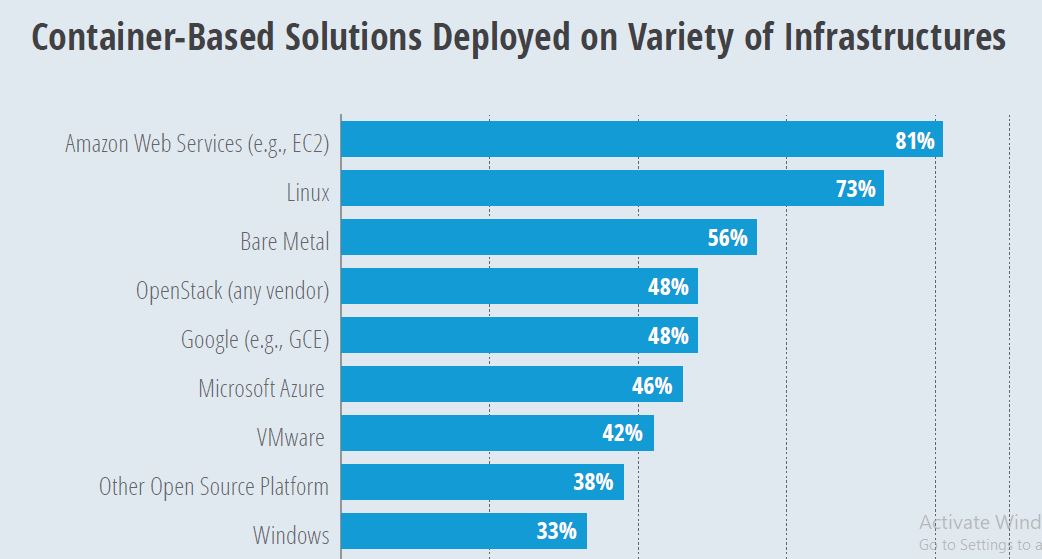 Container-Based Solutions Deployed on Variety of Infrastructures
Amazon Web Services (e.g., EC2) 81%
Linux 73%
Bare Metal 56%
OpenStack (any vendor) 48%
Google (e.g., GCE) 48%
Microsoft Azure 46%
VMware 42%
Other Open Source Platform 38%
Windows 33%
Activate Wind
Go to Settings to a